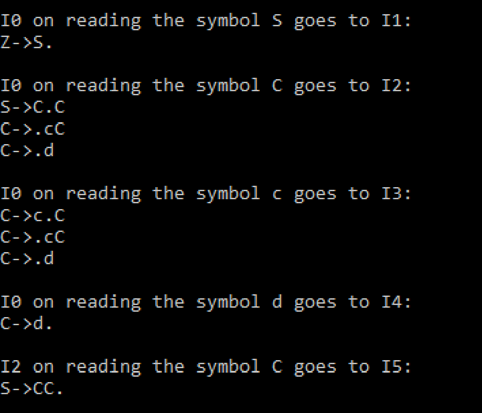 I0 on reading the symbol S goes to I1:
Z->S.
I0 on reading the symbol C goes to I2:
S->C.C
C->.cC
C->.d
I0 on reading the symbol c goes to I3:
C->c.C
C->.cC
C->.d
I0 on reading the symbol d goes to I4:
C->d.
I2 on reading the symbol C goes to I5:
S->CC.